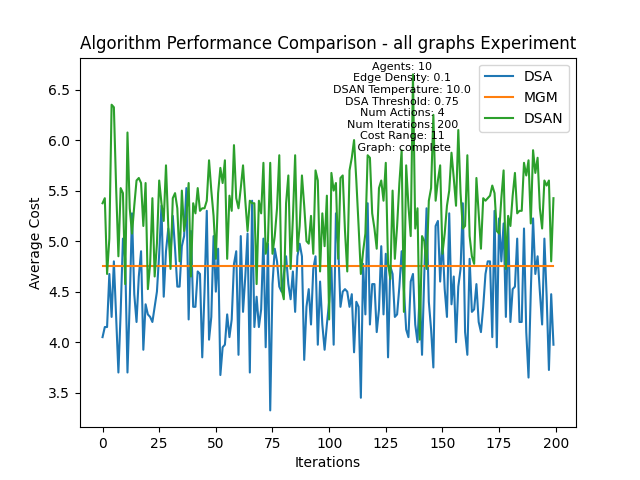 Algorithm Performance Comparison - all graphs Experiment
Agents: 10
Edge Density: 0.1
DSAN Temperature: 10.0
DSA Threshold: 0.75
Num Actions: 4
Num Iterations: 200
Cost Range: 11
Graph: complete
DSA
MGM
DSAN
Average Cost
6.5
6.0
5.5
5.0
4.5
4.0
3.5
0 25 50 75 100 125 150 175 200
Iterations